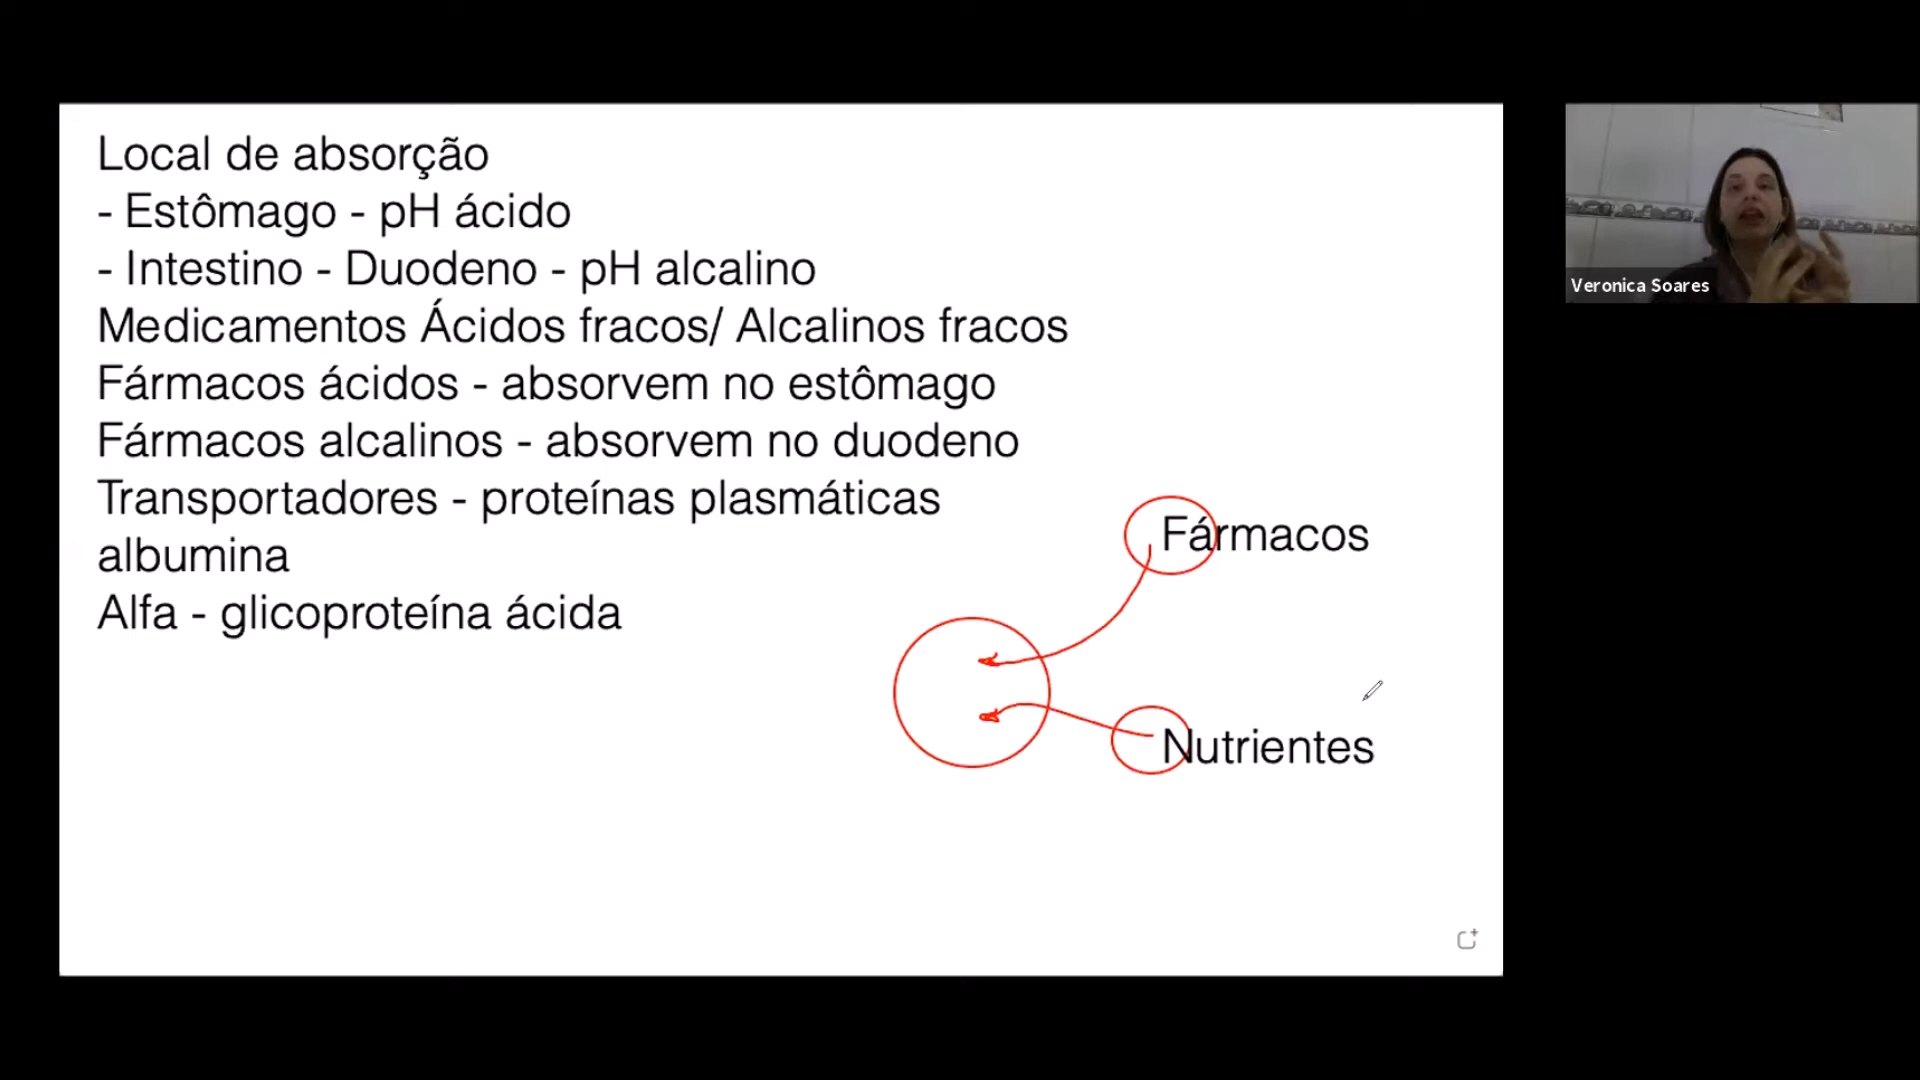 Local de absorção
- Estômago - pH ácido
- Intestino - Duodeno - pH alcalino
Medicamentos Ácidos fracos/ Alcalinos fracos
Fármacos ácidos - absorvem no estômago
Fármacos alcalinos - absorvem no duodeno
Transportadores - proteínas plasmáticas
albumina
Alfa - glicoproteína ácida
Fármacos
Nutrientes
Veronica Soares